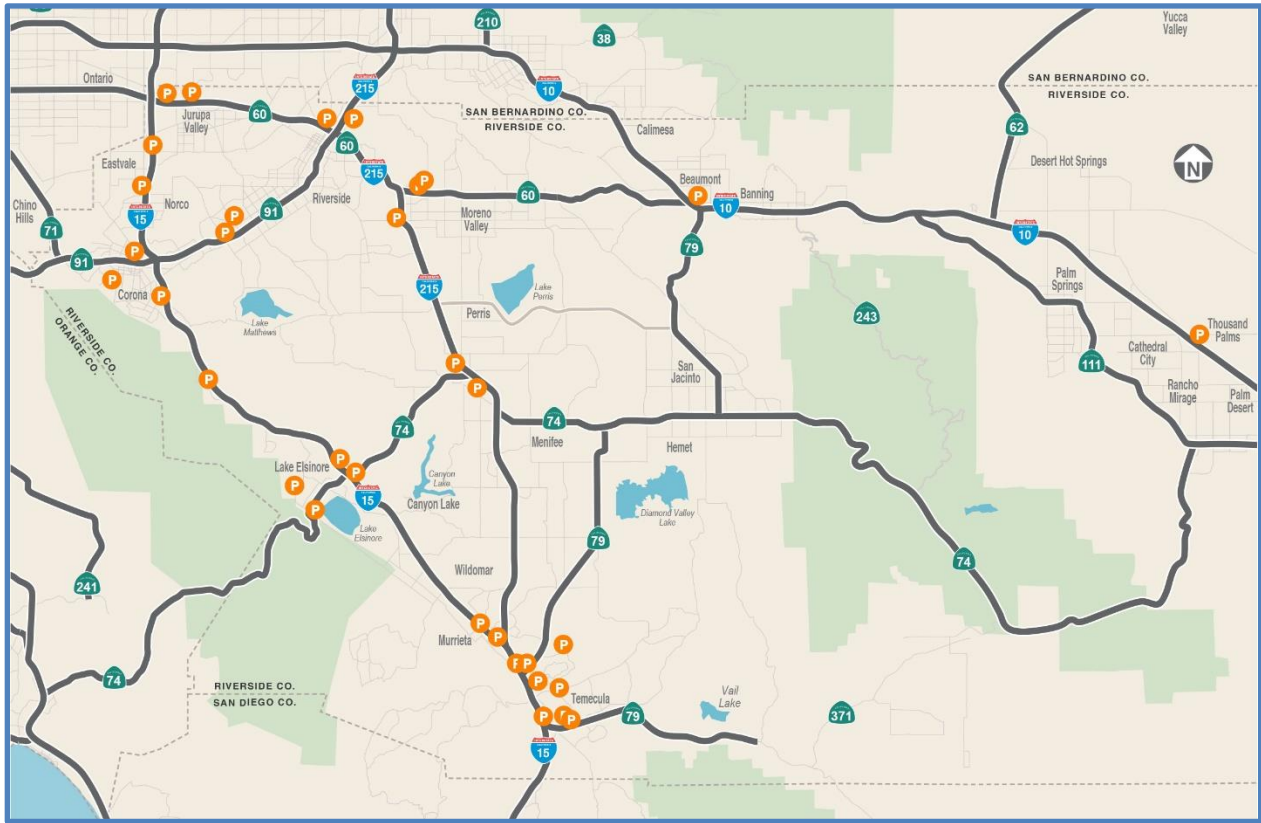 210
38
Yucca
Valley
Ontario
P
P
215
10
SAN BERNARDINO CO.
RIVERSIDE CO.
Jurupa
Valley
60
SAN BERNARDINO CO.
RIVERSIDE CO.
P
P
Calimesa
62
P
Eastvale
60
215
Desert Hot Springs
N
P
P
Beaumont
P
Banning
Chino
Hills
71
Norco
15
P
P
91
Riverside
60
Moreno
Valley
P
10
79
10
91
P
P
Corona
P
215
Lake
Perris
Perris
Lake
Matthews
Palm
Springs
243
RIVERSIDE CO.
ORANGE CO.
P
Thousand
Palms
Cathedral
City
111
P
P
San
Jacinto
Rancho
Mirage
Palm
Desert
P
74
74
Menifee
Hemet
P
Lake Elsinore
P
P
P
15
Canyon
Lake
Canyon Lake
Lake
Elsinore
Diamond Valley
Lake
79
74
241
Wildomar
P
P
Murrieta
P
P
P
74
P
P
RIVERSIDE CO.
SAN DIEGO CO.
Temecula
P
P
P
79
Vail
Lake
371
15